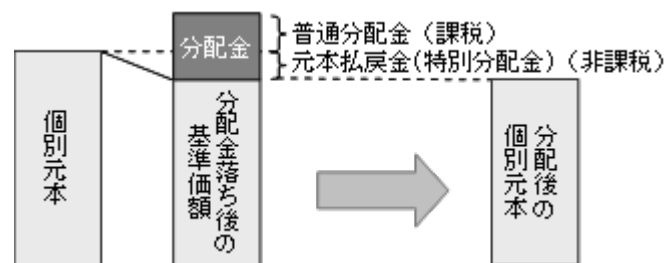 分配金
普通分配金（課税）
元本払戻金(特別分配金)（非課税）
個別元本
分配金落ち後の
基準価額
分配後の
個別元本